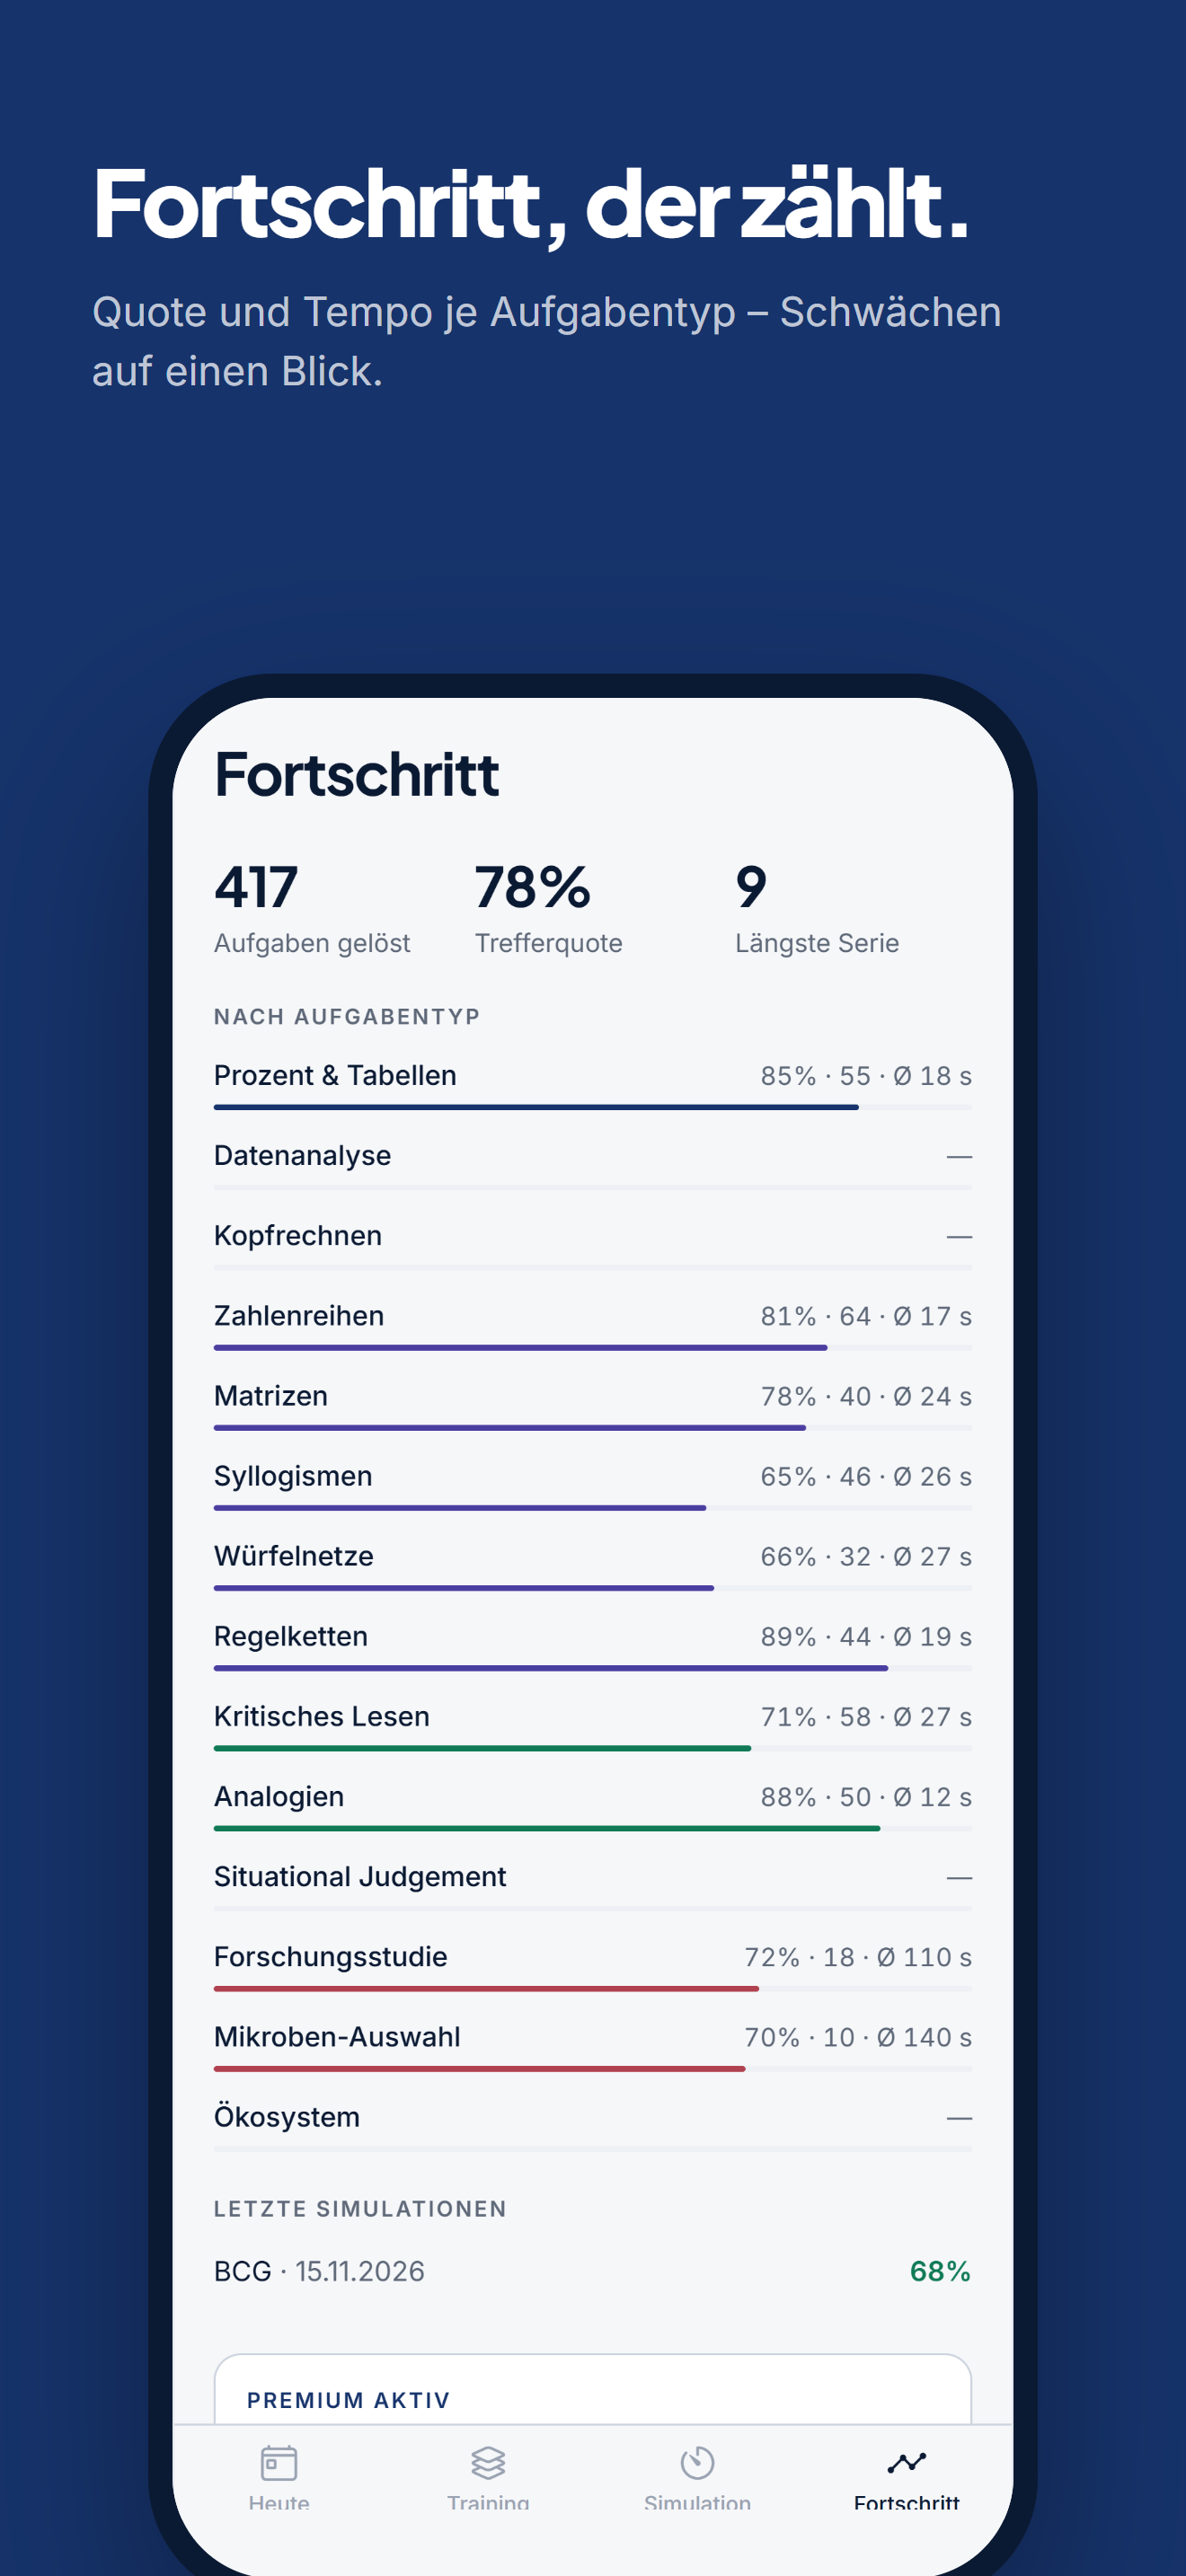 Fortschritt, der zählt.
Quote und Tempo je Aufgabentyp – Schwächen
auf einen Blick.
Fortschritt
417 78% 9
Aufgaben gelöst Trefferquote Längste Serie
NACH AUFGABENTYP
Prozent & Tabellen 85% · 55 · Ø 18 s
Datenanalyse —
Kopfrechnen —
Zahlenreihen 81% · 64 · Ø 17 s
Matrizen 78% · 40 · Ø 24 s
Syllogismen 65% · 46 · Ø 26 s
Würfelnetze 66% · 32 · Ø 27 s
Regelketten 89% · 44 · Ø 19 s
Kritisches Lesen 71% · 58 · Ø 27 s
Analogien 88% · 50 · Ø 12 s
Situational Judgement —
Forschungsstudie 72% · 18 · Ø 110 s
Mikroben-Auswahl 70% · 10 · Ø 140 s
Ökosystem —
LETZTE SIMULATIONEN
BCG · 15.11.2026 68%
PREMIUM AKTIV
Heute Training Simulation Fortschritt